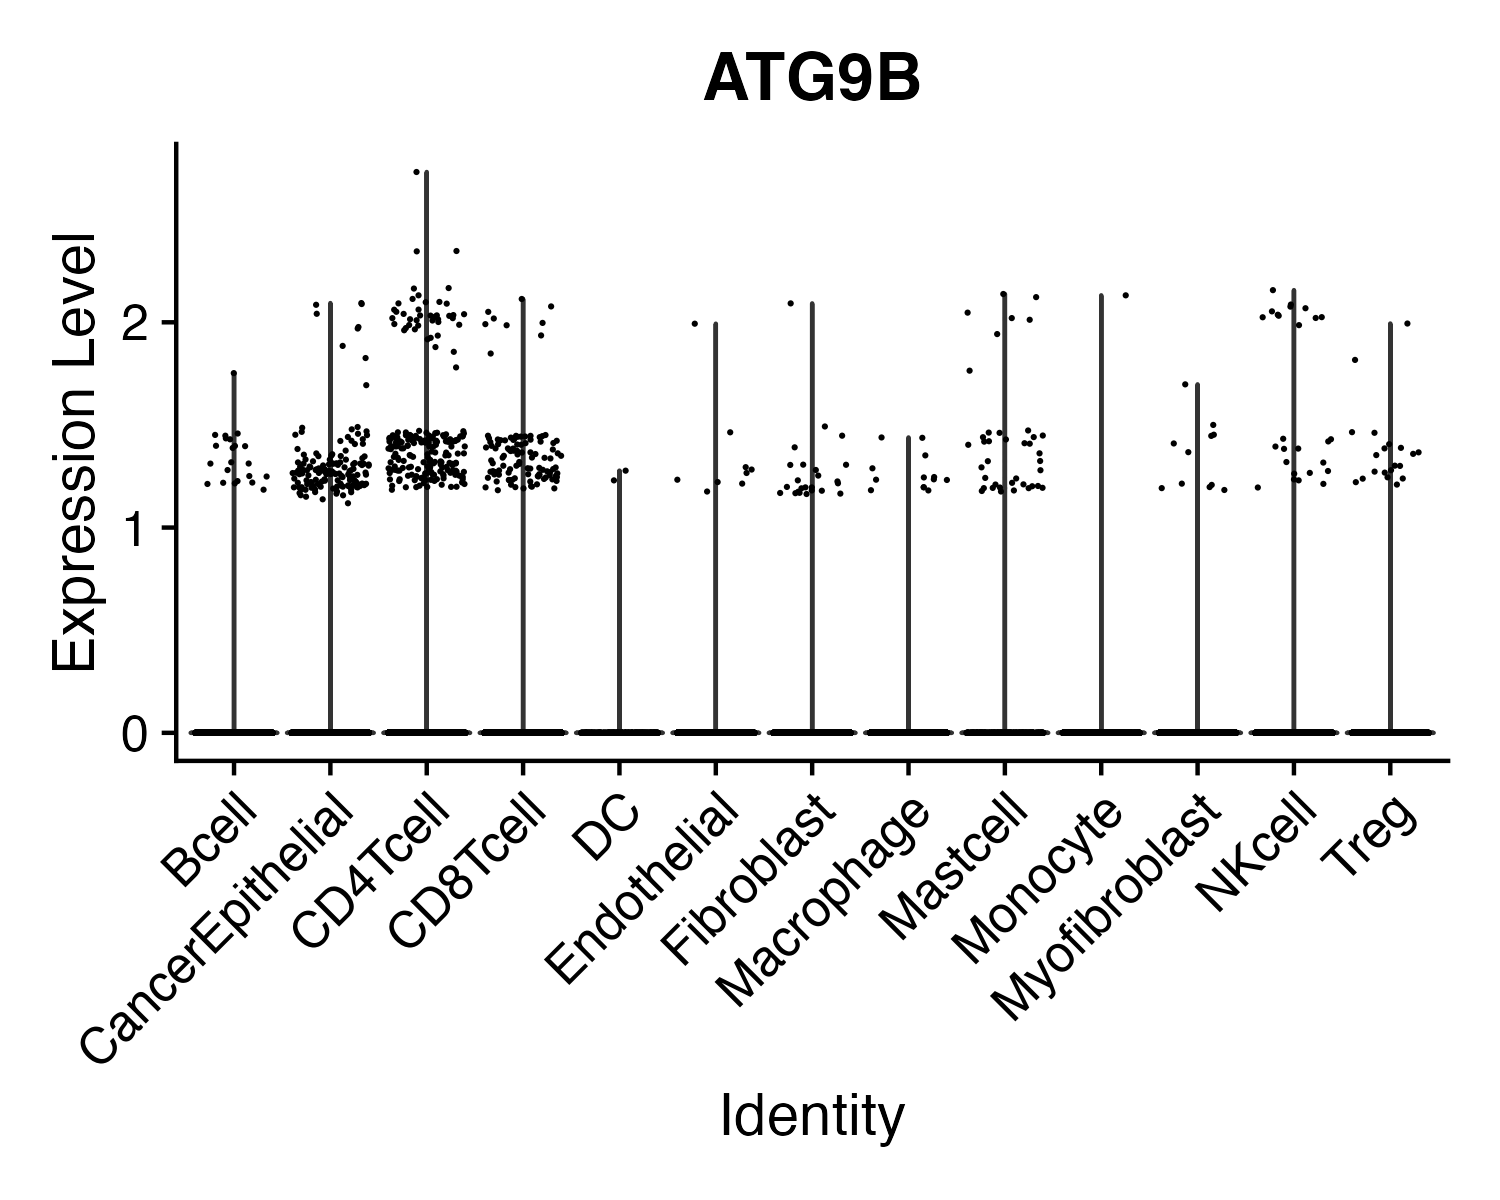 ATG9B
Expression Level
2
1
0
Bcell
CancerEpithelial
CD4Tcell
CD8Tcell
DC
Endothelial
Fibroblast
Macrophage
Mastcell
Monocyte
Myofibroblast
NKcell
Treg
Identity